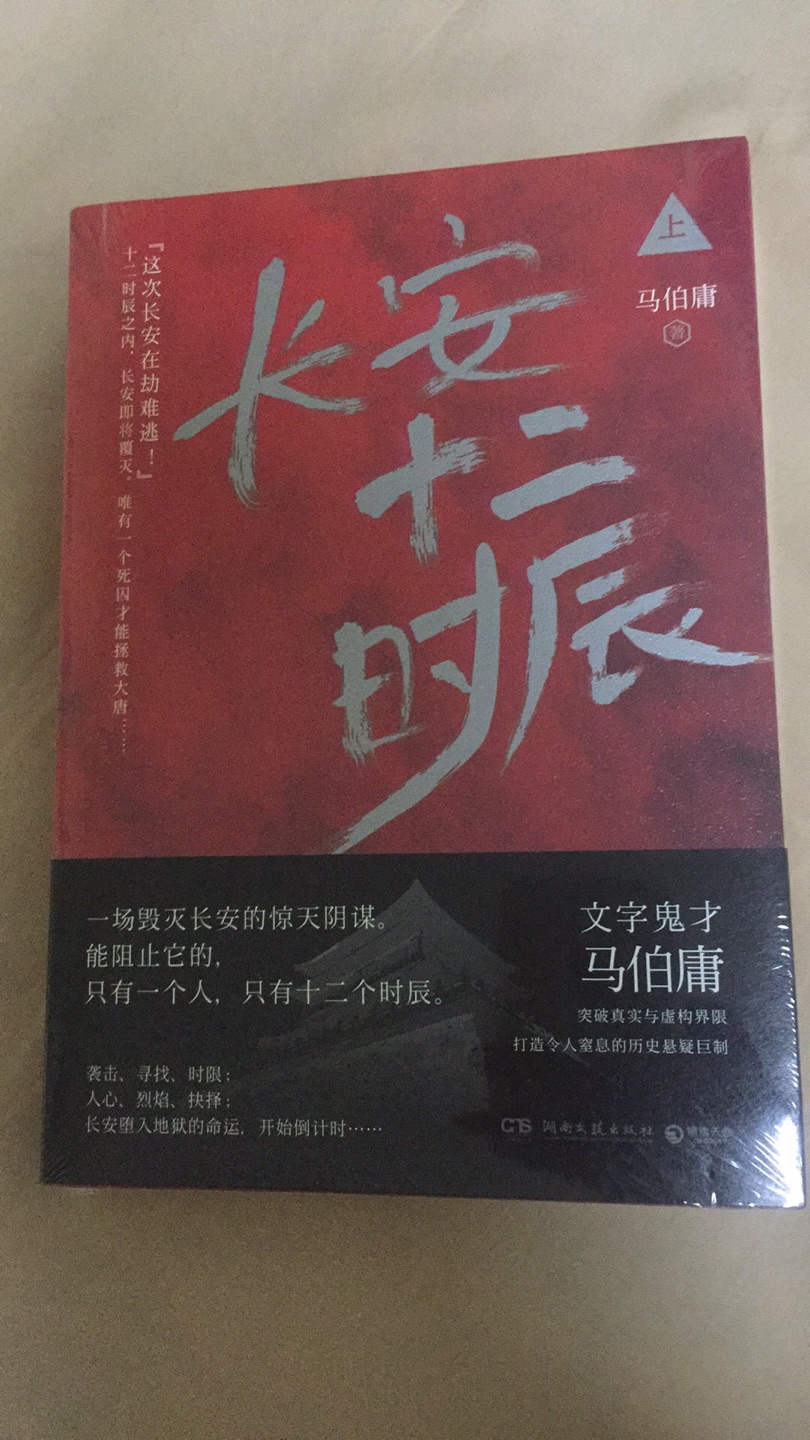 上
马伯庸
著
长安
十二
时辰
『这次长安在劫难逃！』
十二时辰之内，长安即将覆灭。唯有一个死囚才能拯救大唐……
一场毁灭长安的惊天阴谋。
能阻止它的，
只有一个人，只有十二个时辰。
袭击、寻找、时限；
人心、烈焰、抉择；
长安堕入地狱的命运，开始倒计时……
文字鬼才
马伯庸
突破真实与虚构界限
打造令人窒息的历史悬疑巨制
湖南文艺出版社
博集天卷